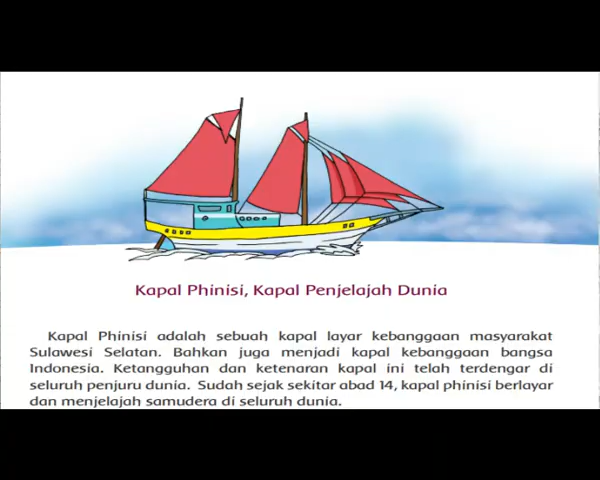 Kapal Phinisi, Kapal Penjelajah Dunia
Kapal Phinisi adalah sebuah kapal layar kebanggaan masyarakat
Sulawesi Selatan. Bahkan juga menjadi kapal kebanggaan bangsa
Indonesia. Ketangguhan dan ketenaran kapal ini telah terdengar di
seluruh penjuru dunia. Sudah sejak sekitar abad 14, kapal phinisi berlayar
dan menjelajah samudera di seluruh dunia.